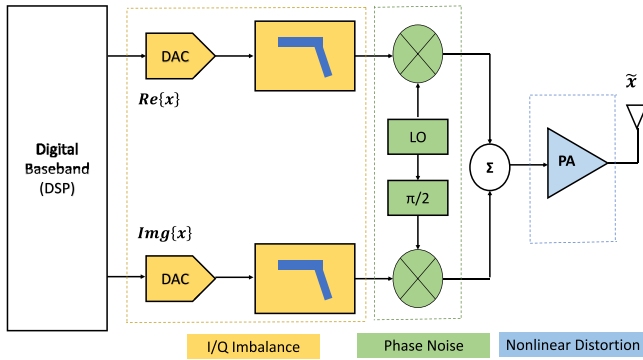 DAC
Re{x}
x̃
LO
Digital
Baseband
(DSP)
Σ
PA
π/2
Img{x}
DAC
I/Q Imbalance
Phase Noise
Nonlinear Distortion